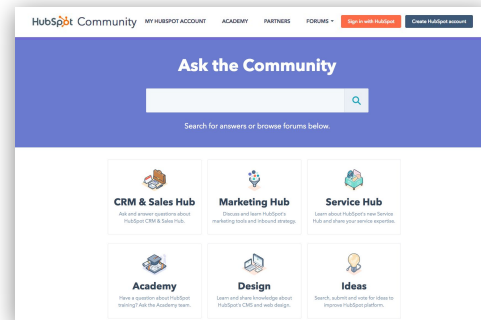 HubSpot Community
MY HUBSPOT ACCOUNT
ACADEMY
PARTNERS
FORUMS
Sign in with HubSpot
Create HubSpot account
Ask the Community
Search for answers or browse forums below.
CRM & Sales Hub
Ask and answer questions about
HubSpot CRM & Sales Hub.
Marketing Hub
Discuss and learn HubSpot's
marketing tools and inbound strategy.
Service Hub
Learn about HubSpot's new Service
Hub and share your service expertise.
Academy
Have a question about HubSpot
training? Ask the Academy team.
Design
Learn and share knowledge about
HubSpot's CMS and web design.
Ideas
Search, submit and vote for ideas to
improve HubSpot platform.